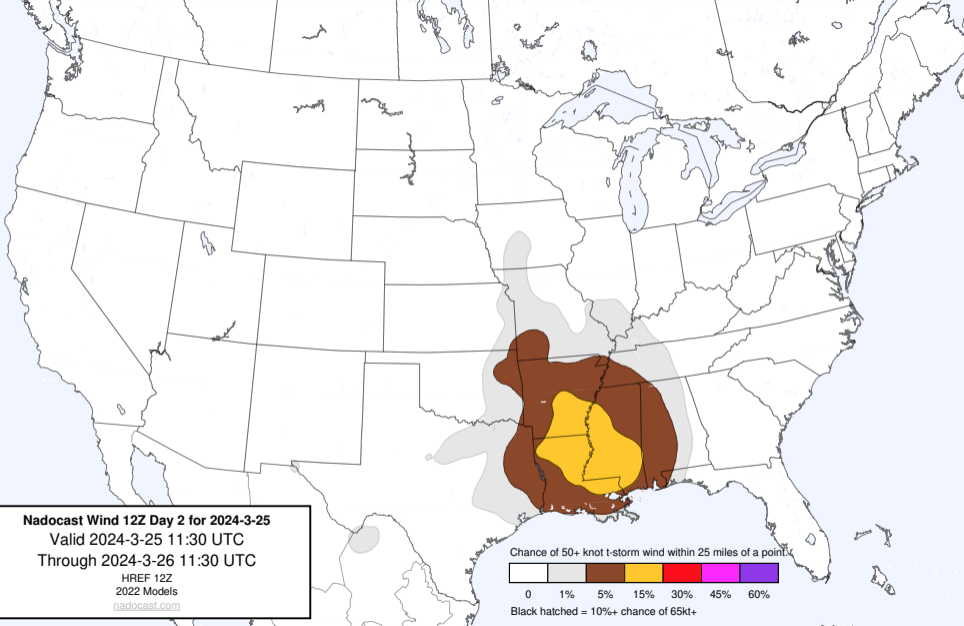 Nadocast Wind 12Z Day 2 for 2024-3-25
Valid 2024-3-25 11:30 UTC
Through 2024-3-26 11:30 UTC
HREF 12Z
2022 Models
nadocast.com
Chance of 50+ knot t-storm wind within 25 miles of a point.
0 1% 5% 15% 30% 45% 60%
Black hatched = 10%+ chance of 65kt+